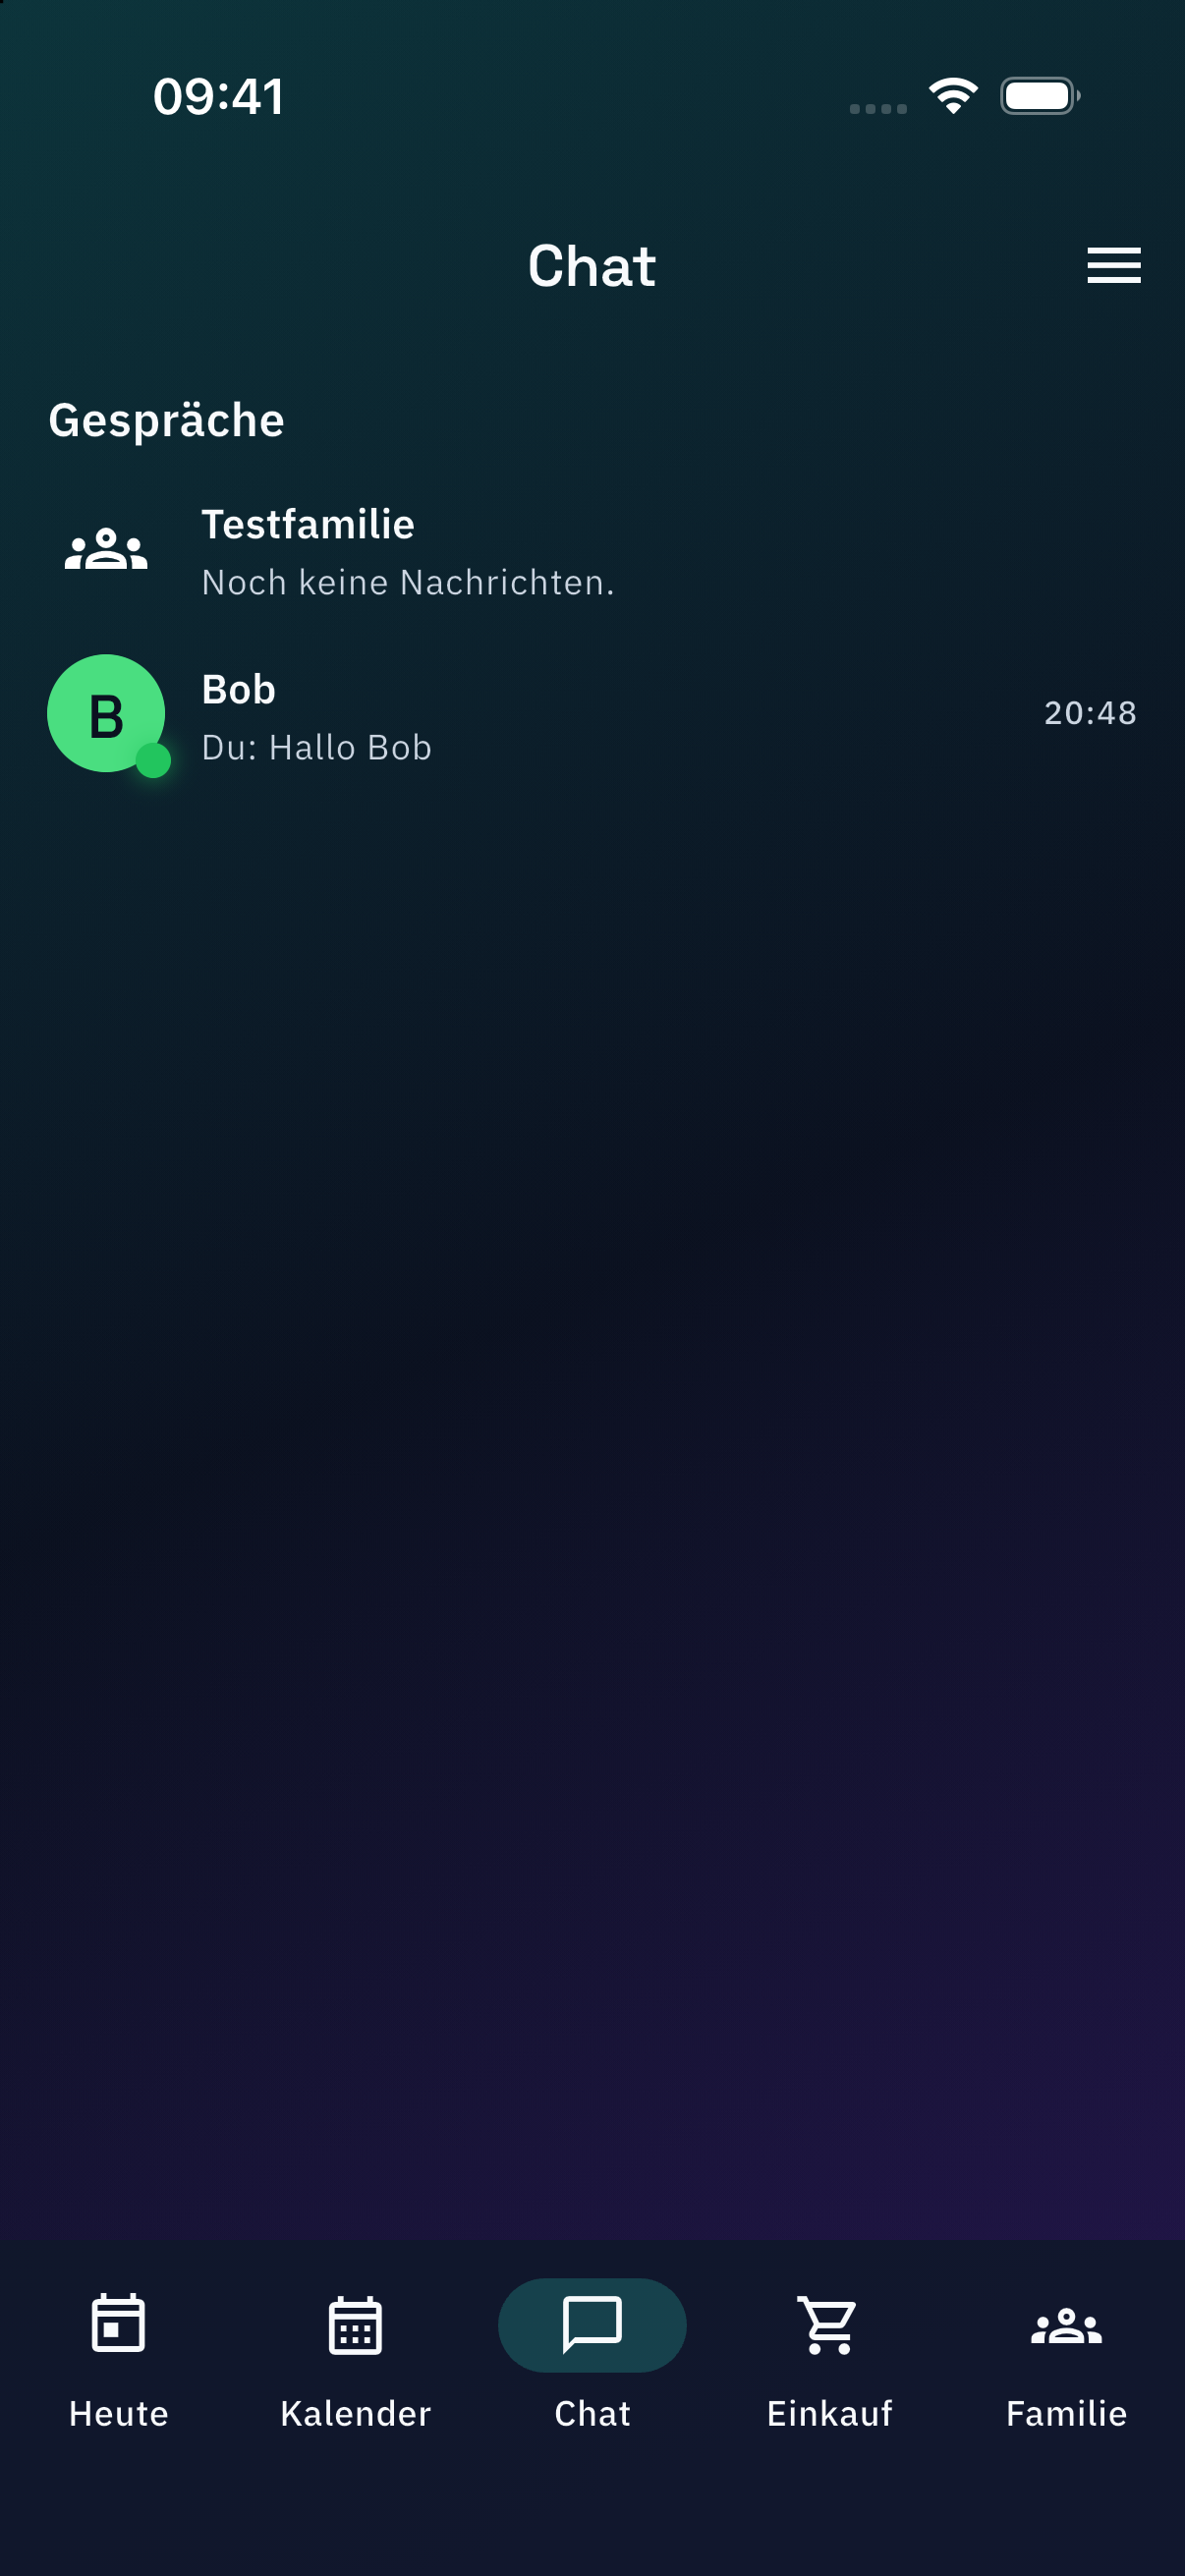 09:41
Chat
Gespräche
Testfamilie
Noch keine Nachrichten.
B
Bob
Du: Hallo Bob
20:48
Heute
Kalender
Chat
Einkauf
Familie